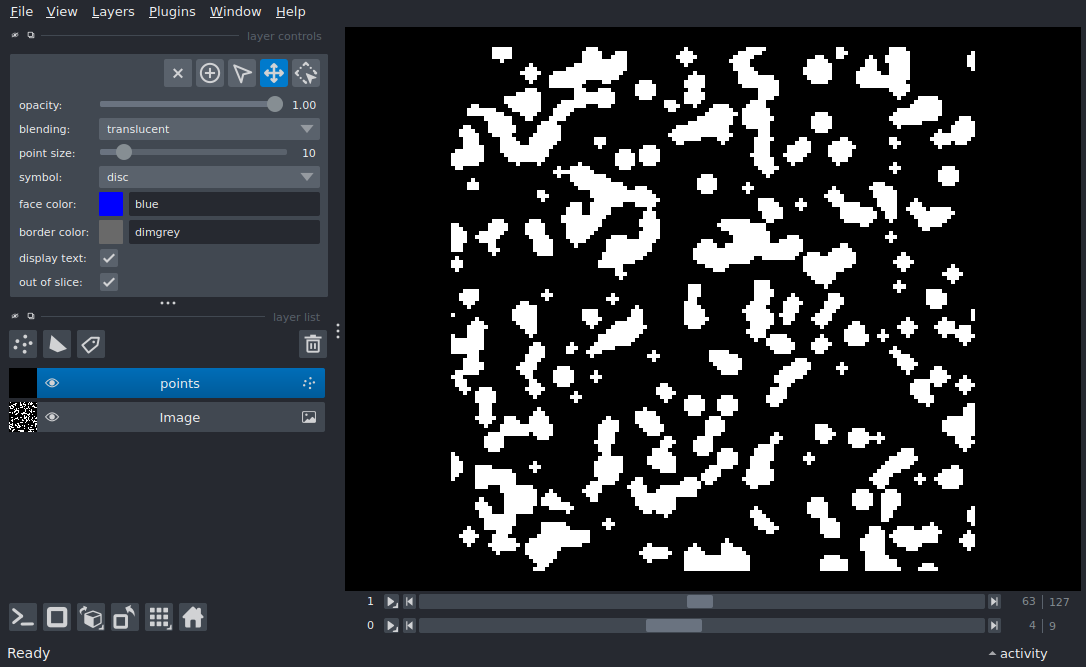 File View Layers Plugins Window Help
layer controls
opacity: 1.00
blending: translucent
point size: 10
symbol: disc
face color: blue
border color: dimgrey
display text:
out of slice:
layer list
points
Image
1 63 127
0 4 9
Ready activity